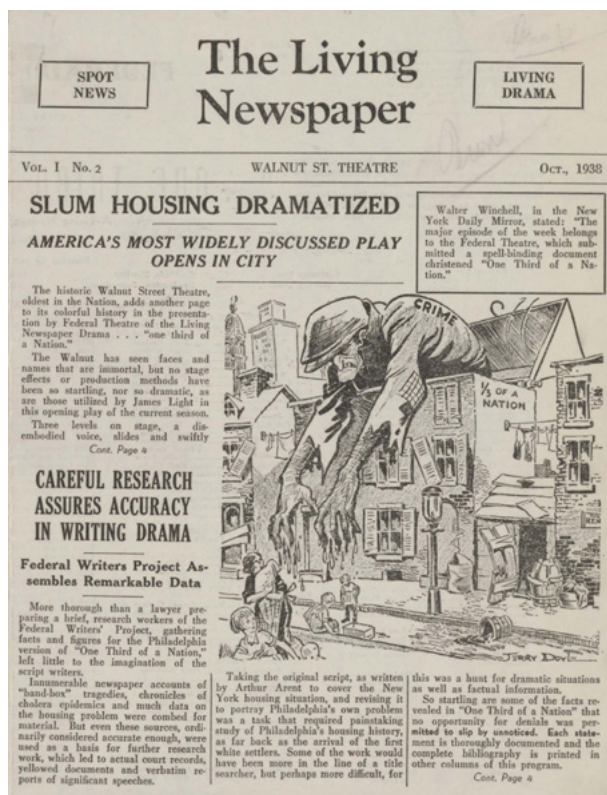 SPOT
NEWS
The Living
Newspaper
LIVING
DRAMA
VOL. I No. 2
WALNUT ST. THEATRE
OCT., 1938
SLUM HOUSING DRAMATIZED
AMERICA'S MOST WIDELY DISCUSSED PLAY
OPENS IN CITY
Walter Winchell, in the New
York Daily Mirror, stated: "The
major episode of the week belongs
to the Federal Theatre, which sub-
mitted a spell-binding document
christened "One Third of a Na-
tion."
The historic Walnut Street Theatre,
oldest in the Nation, adds another page
to its colorful history in the presenta-
tion by Federal Theatre of the Living
Newspaper Drama . . . "one third of
a Nation."
The Walnut has seen faces and
names that are immortal, but no stage
effects or production methods have
been so startling, nor so dramatic, as
are those utilized by James Light in
this opening play of the current season.
Three levels on stage, a dis-
embodied voice, slides and swiftly
Cont. Page 4
CRIME
1/3 OF A
NATION
JERRY DOYLE
CAREFUL RESEARCH
ASSURES ACCURACY
IN WRITING DRAMA
Federal Writers Project As-
sembles Remarkable Data
More thorough than a lawyer pre-
paring a brief, research workers of the
Federal Writers' Project, gathering
facts and figures for the Philadelphia
version of "One Third of a Nation,"
left little to the imagination of the
script writers.
Innumerable newspaper accounts of
"band-box" tragedies, chronicles of
cholera epidemics and much data on
the housing problem were combed for
material. But even these sources, ordi-
narily considered accurate enough, were
used as a basis for further research
work, which led to actual court records,
yellowed documents and verbatim re-
ports of significant speeches.
Taking the original script, as written
by Arthur Arent to cover the New
York housing situation, and revising it
to portray Philadelphia's own problem
was a task that required painstaking
study of Philadelphia's housing history,
as far back as the arrival of the first
white settlers. Some of the work would
have been more in the line of a title
searcher, but perhaps more difficult, for
this was a hunt for dramatic situations
as well as factual information.
So startling are some of the facts re-
vealed in "One Third of a Nation" that
no opportunity for denials was per-
mitted to slip by unnoticed. Each state-
ment is thoroughly documented and the
complete bibliography is printed in
other columns of this program.
Cont. Page 4